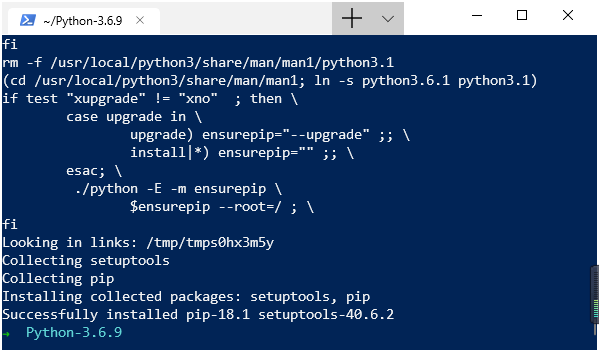 ~/Python-3.6.9
fi
rm -f /usr/local/python3/share/man/man1/python3.1
(cd /usr/local/python3/share/man/man1; ln -s python3.6.1 python3.1)
if test "xupgrade" != "xno"  ; then \
        case upgrade in \
                upgrade) ensurepip="--upgrade" ;; \
                install|*) ensurepip="" ;; \
        esac; \
         ./python -E -m ensurepip \
                $ensurepip --root=/ ; \
fi
Looking in links: /tmp/tmps0hx3m5y
Collecting setuptools
Collecting pip
Installing collected packages: setuptools, pip
Successfully installed pip-18.1 setuptools-40.6.2
→  Python-3.6.9